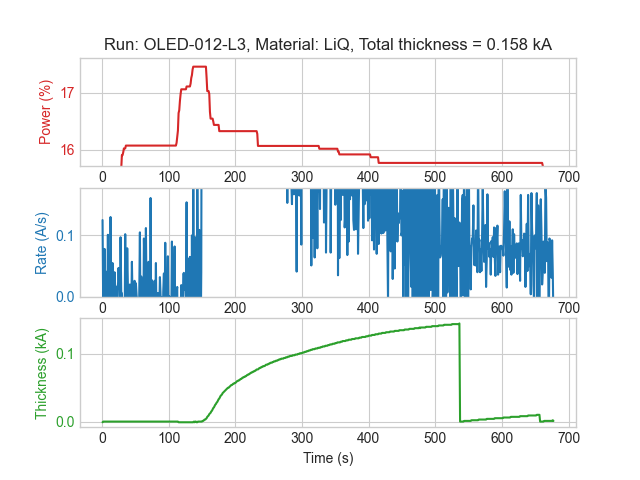 Run: OLED-012-L3, Material: LiQ, Total thickness = 0.158 kA
Power (%)
17
16
0 100 200 300 400 500 600 700
Rate (A/s)
0.1
0.0
0 100 200 300 400 500 600 700
Thickness (kA)
0.1
0.0
0 100 200 300 400 500 600 700
Time (s)